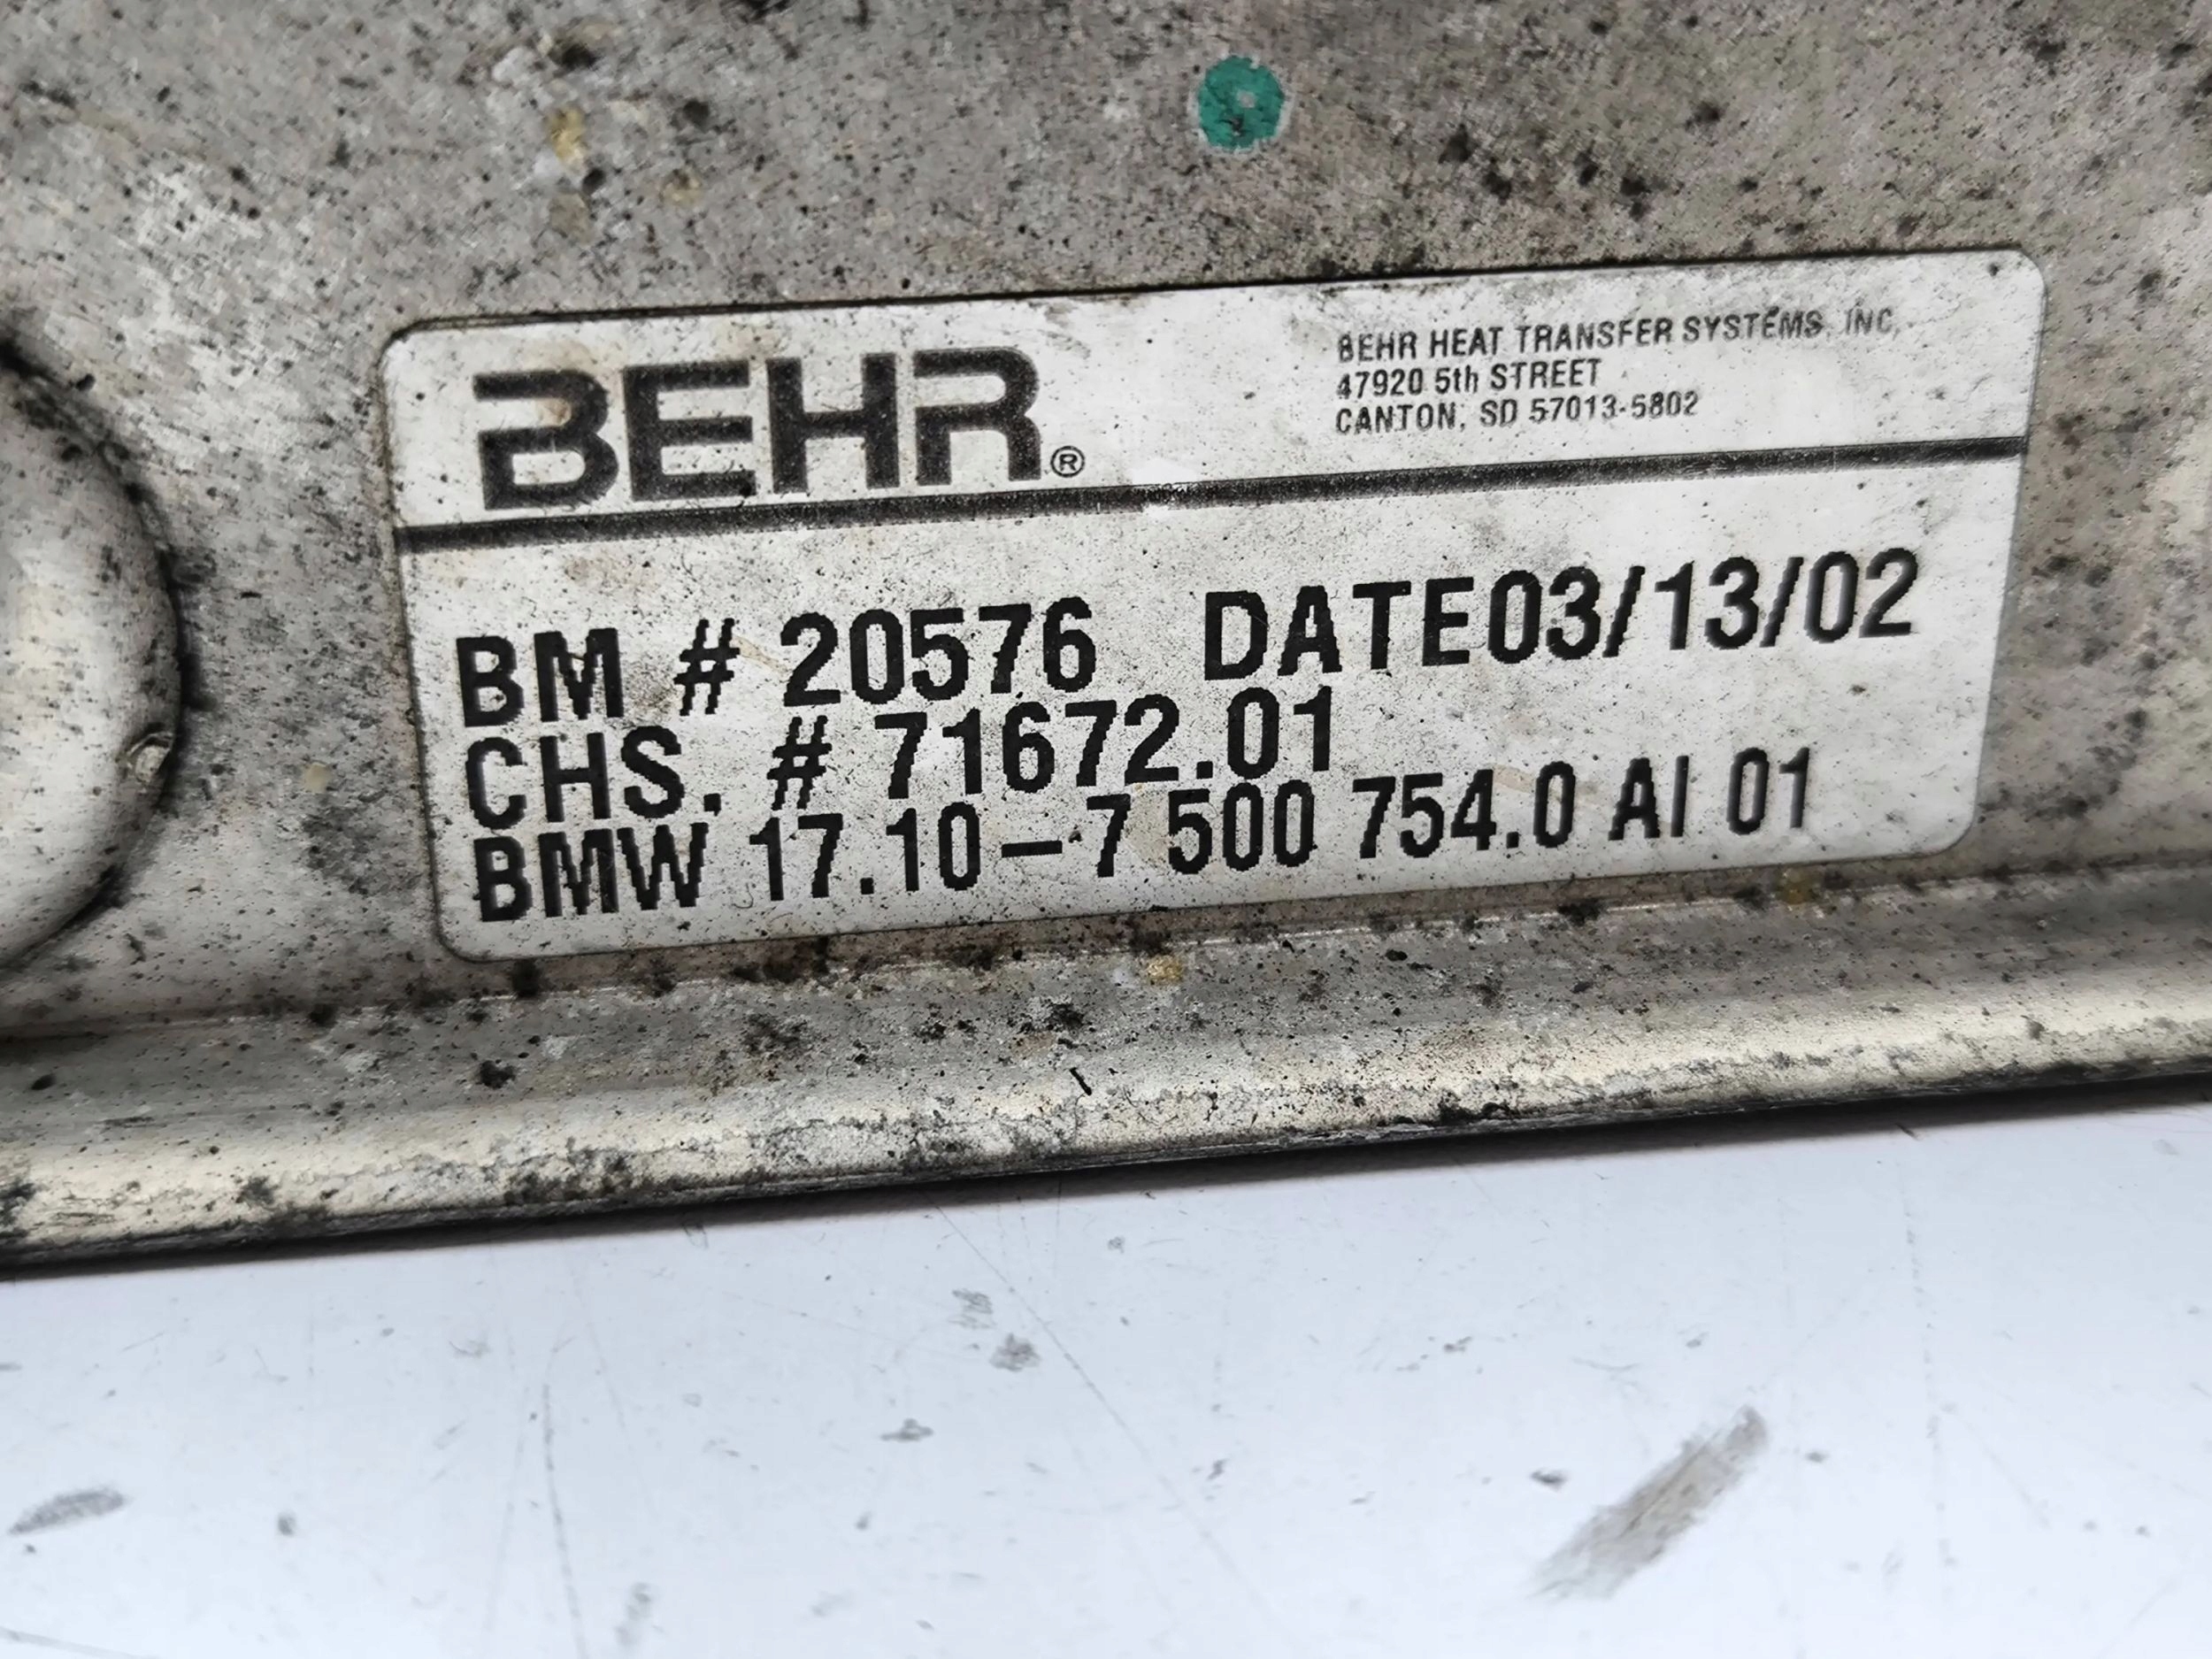 BEHR®
BEHR HEAT TRANSFER SYSTEMS, INC.
47920 5th STREET
CANTON, SD 57013-5802
BM # 20576 DATE03/13/02
CHS. # 71672.01
BMW 17.10-7 500 754.0 AI 01